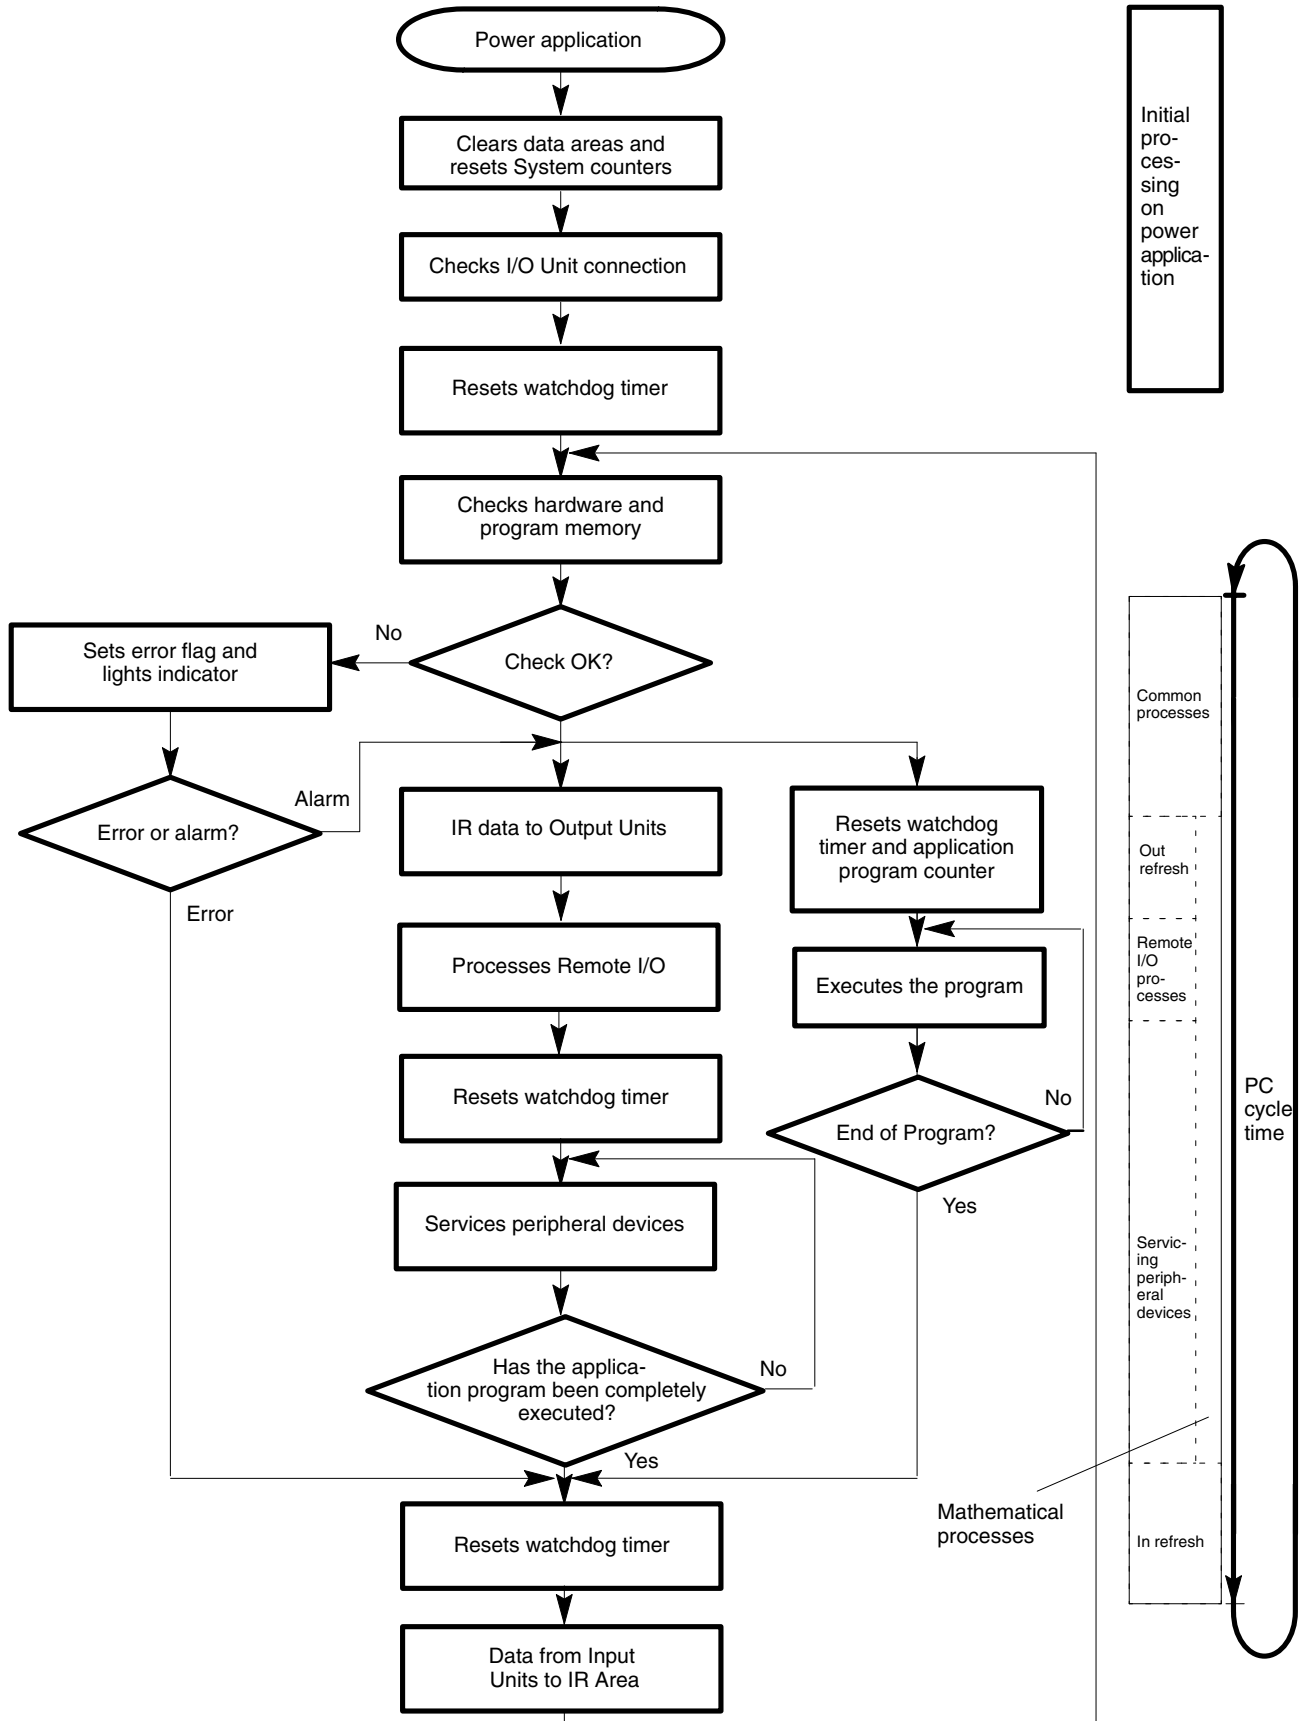 Power application
Clears data areas and
resets System counters
Checks I/O Unit connection
Resets watchdog timer
Checks hardware and
program memory
Check OK?
No
Sets error flag and
lights indicator
Error or alarm?
Alarm
Error
IR data to Output Units
Processes Remote I/O
Resets watchdog timer
Services peripheral devices
Has the applica-
tion program been completely
executed?
No
Yes
Resets watchdog
timer and application
program counter
Executes the program
End of Program?
No
Yes
Resets watchdog timer
Data from Input
Units to IR Area
Initial
pro-
ces-
sing
on
power
applica-
tion
Common
processes
Out
refresh
Remote
I/O
pro-
cesses
Servic-
ing
periph-
eral
devices
In refresh
Mathematical
processes
PC
cycle
time